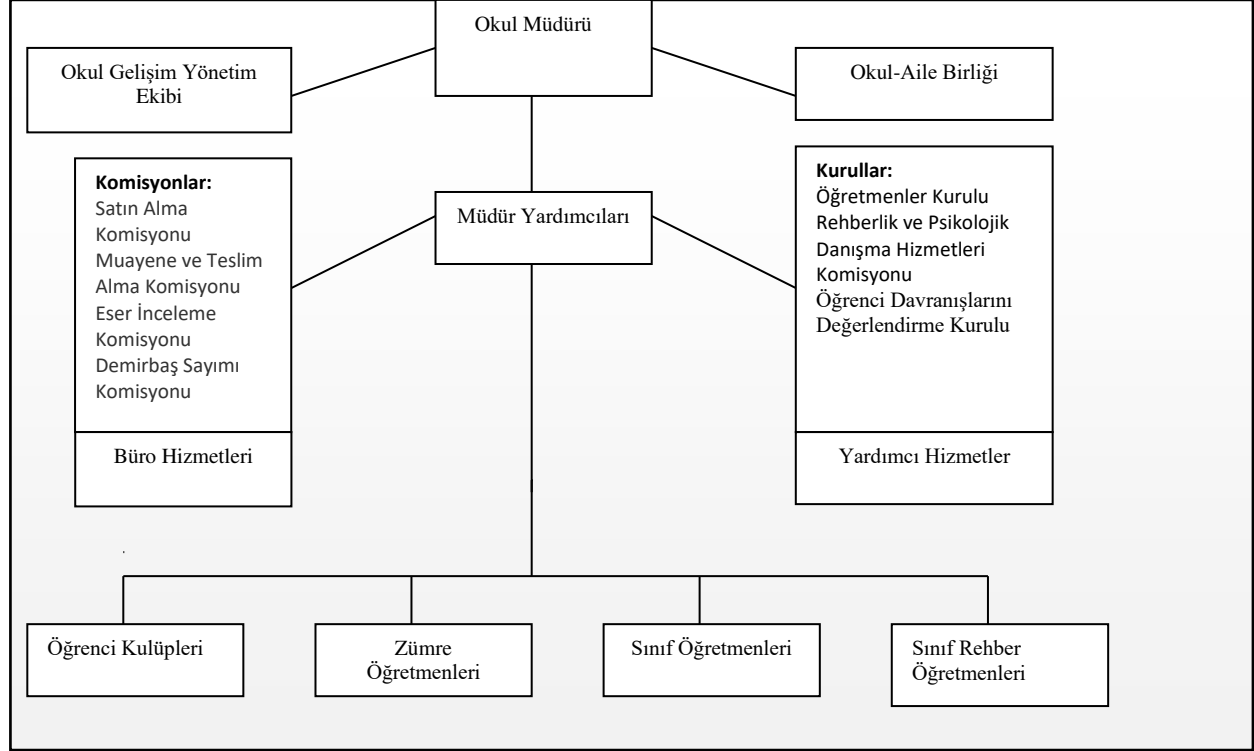 Okul Müdürü
Okul Gelişim Yönetim
Ekibi
Okul-Aile Birliği
Komisyonlar:
Satın Alma
Komisyonu
Muayene ve Teslim
Alma Komisyonu
Eser İnceleme
Komisyonu
Demirbaş Sayımı
Komisyonu
Müdür Yardımcıları
Kurullar:
Öğretmenler Kurulu
Rehberlik ve Psikolojik
Danışma Hizmetleri
Komisyonu
Öğrenci Davranışlarını
Değerlendirme Kurulu
Büro Hizmetleri
Yardımcı Hizmetler
Öğrenci Kulüpleri
Zümre
Öğretmenleri
Sınıf Öğretmenleri
Sınıf Rehber
Öğretmenleri